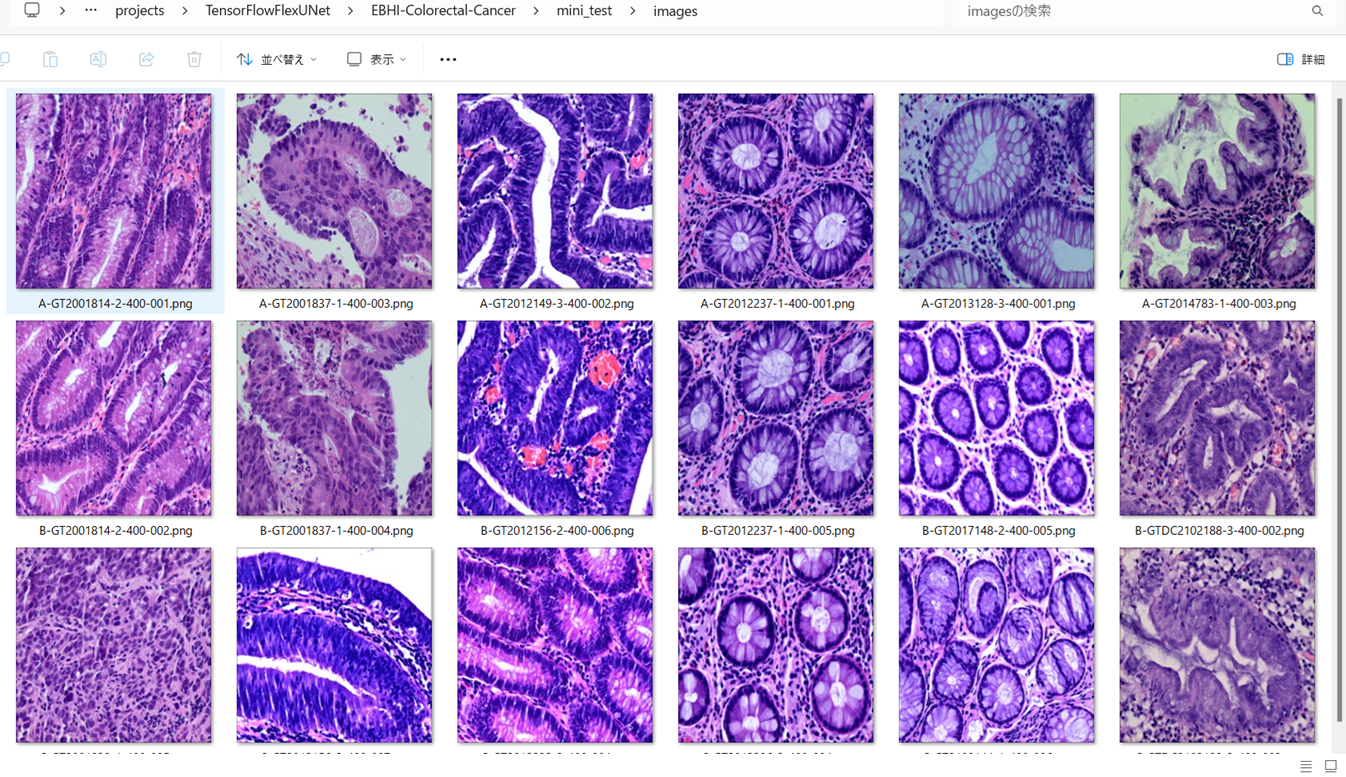 projects > TensorFlowFlexUNet > EBHI-Colorectal-Cancer > mini_test > images
imagesの検索
並べ替え
表示
詳細
A-GT2001814-2-400-001.png
A-GT2001837-1-400-003.png
A-GT2012149-3-400-002.png
A-GT2012237-1-400-001.png
A-GT2013128-3-400-001.png
A-GT2014783-1-400-003.png
B-GT2001814-2-400-002.png
B-GT2001837-1-400-004.png
B-GT2012156-2-400-006.png
B-GT2012237-1-400-005.png
B-GT2017148-2-400-005.png
B-GTDC2102188-3-400-002.png